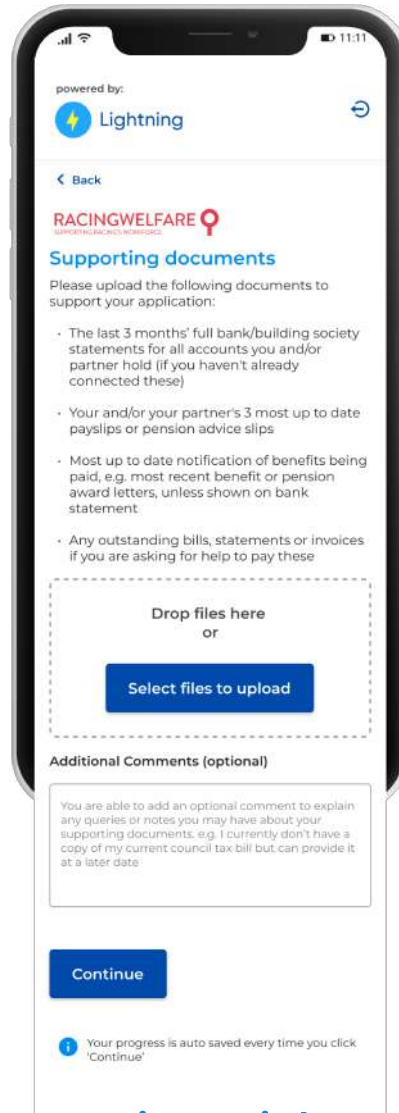 11:11
powered by:
Lightning
Back
RACINGWELFARE
SUPPORTING RACING'S WORKFORCE
Supporting documents
Please upload the following documents to
support your application:
• The last 3 months' full bank/building society
statements for all accounts you and/or
partner hold (if you haven't already
connected these)
• Your and/or your partner's 3 most up to date
payslips or pension advice slips
• Most up to date notification of benefits being
paid, e.g. most recent benefit or pension
award letters, unless shown on bank
statement
• Any outstanding bills, statements or invoices
if you are asking for help to pay these
Drop files here
or
Select files to upload
Additional Comments (optional)
You are able to add an optional comment to explain
any queries or notes you may have about your
supporting documents. e.g. I currently don't have a
copy of my current council tax bill but can provide it
at a later date
Continue
Your progress is auto saved every time you click
'Continue'